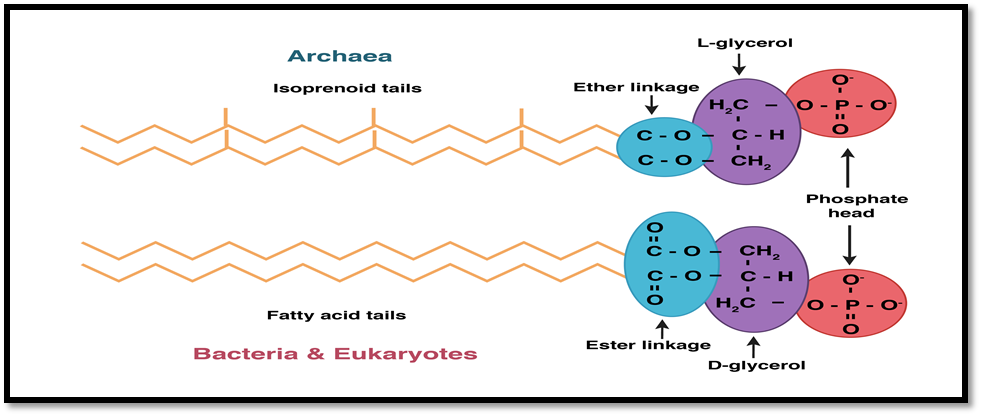 Archaea
Isoprenoid tails
Ether linkage
L-glycerol
H₂C – O - P - O⁻
O⁻
O
C - O – C - H
C - O – CH₂
Phosphate
head
O
C - O – CH₂
C - O – C - H
O
H₂C – O - P - O⁻
O⁻
O
Fatty acid tails
Bacteria & Eukaryotes
Ester linkage
D-glycerol